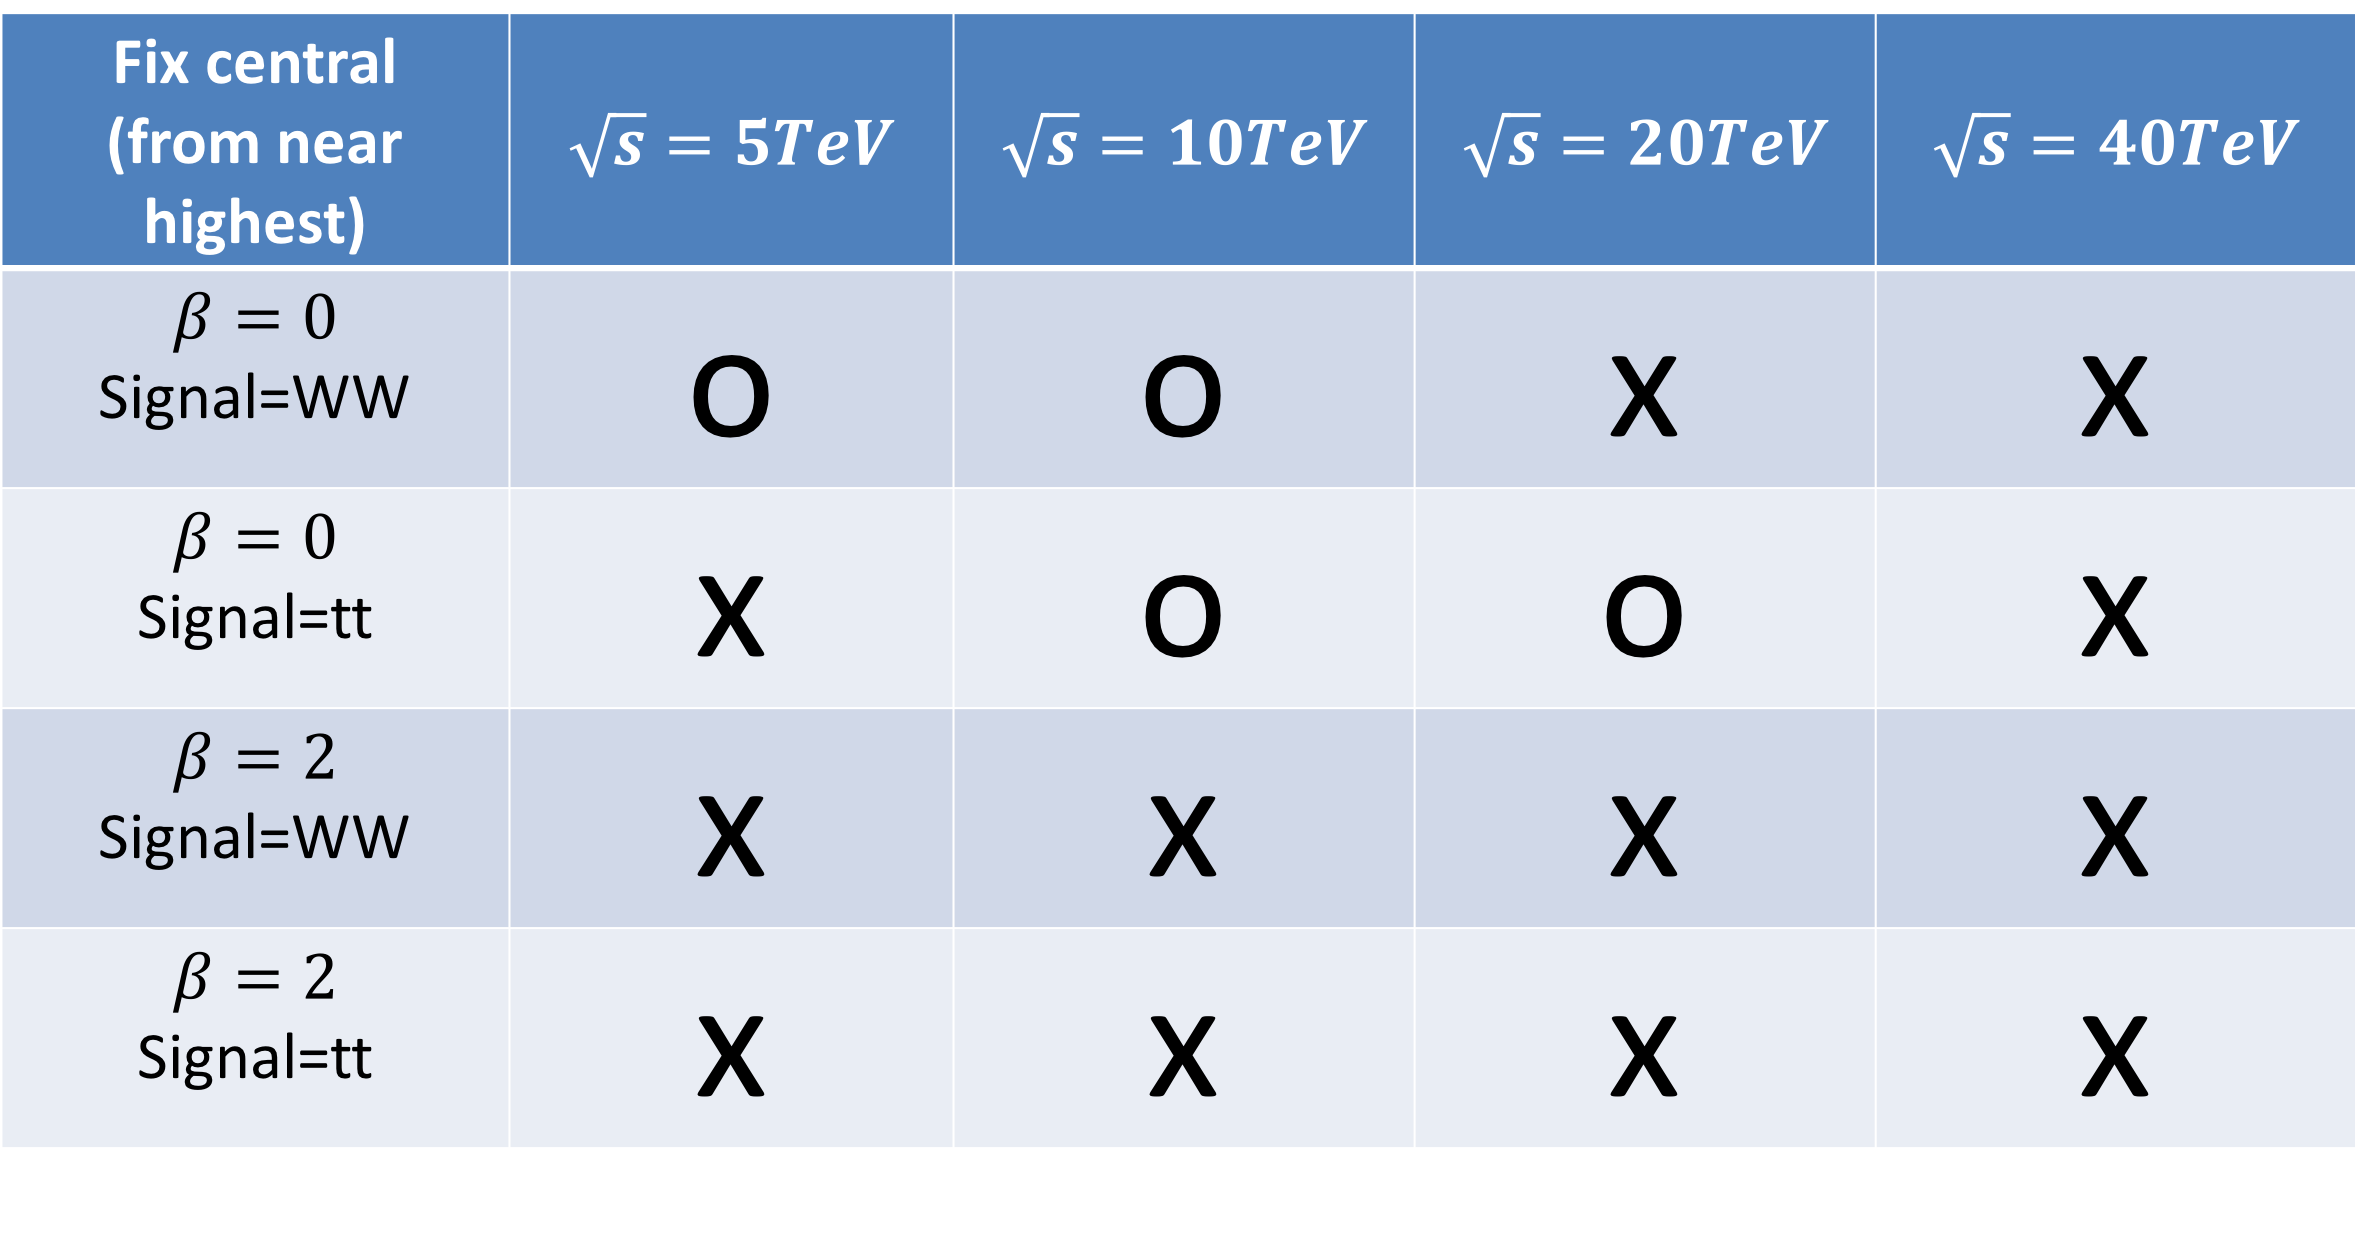 Fix central
(from near
highest)
√s = 5TeV
√s = 10TeV
√s = 20TeV
√s = 40TeV
β = 0
Signal=WW
O
O
X
X
β = 0
Signal=tt
X
O
O
X
β = 2
Signal=WW
X
X
X
X
β = 2
Signal=tt
X
X
X
X